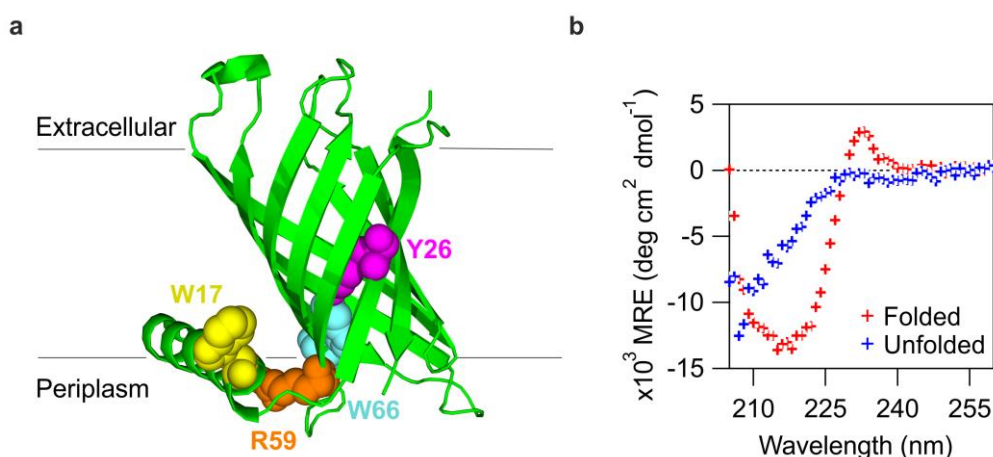 a
Extracellular
Periplasm
W17
Y26
W66
R59
b
x10³ MRE (deg cm² dmol⁻¹)
5
0
-5
-10
-15
Folded
Unfolded
210 225 240 255
Wavelength (nm)